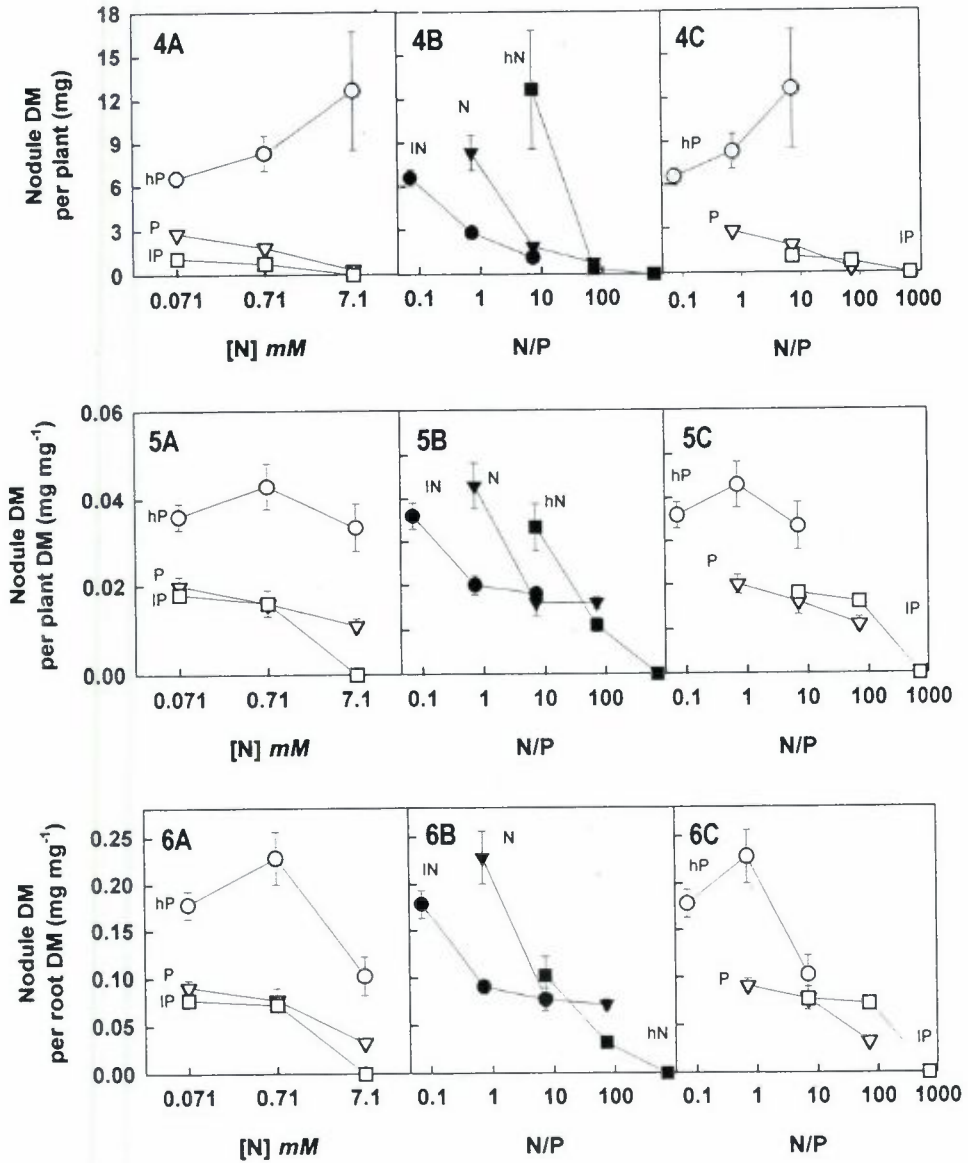 4A
4B
4C
Nodule DM
per plant (mg)
18
15
12
9
6
3
0
hP
P
lP
lN
N
hN
hP
P
lP
0.071 0.71 7.1
0.1 1 10 100
0.1 1 10 100 1000
[N] mM
N/P
N/P
5A
5B
5C
Nodule DM
per plant DM (mg mg⁻¹)
0.06
0.04
0.02
0.00
hP
P
lP
lN
N
hN
hP
P
lP
0.071 0.71 7.1
0.1 1 10 100
0.1 1 10 100 1000
[N] mM
N/P
N/P
6A
6B
6C
Nodule DM
per root DM (mg mg⁻¹)
0.25
0.20
0.15
0.10
0.05
0.00
hP
P
lP
lN
N
hN
hP
P
lP
0.071 0.71 7.1
0.1 1 10 100
0.1 1 10 100 1000
[N] mM
N/P
N/P